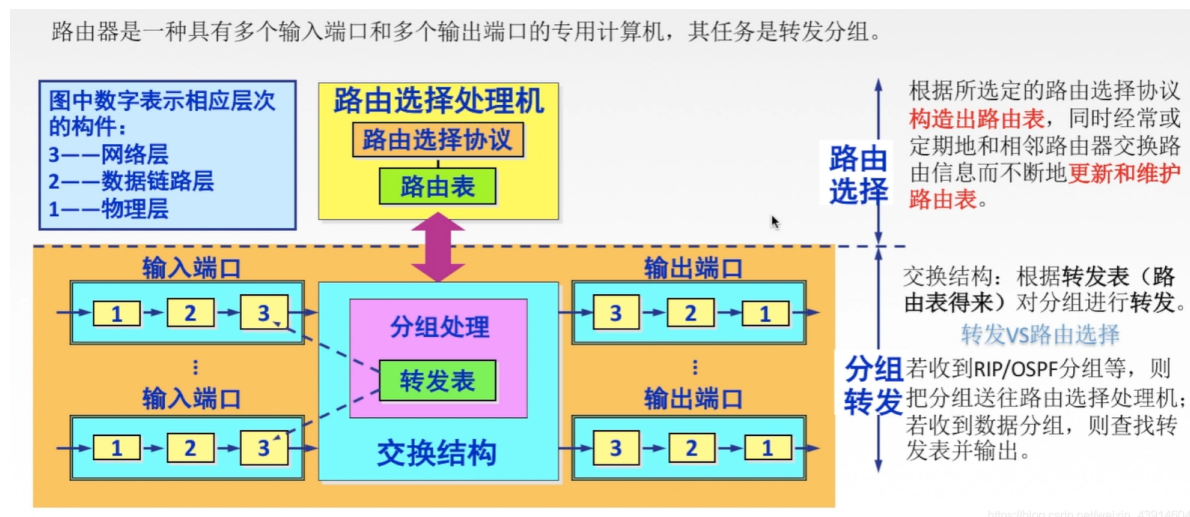 路由器是一种具有多个输入端口和多个输出端口的专用计算机，其任务是转发分组。
图中数字表示相应层次
的构件：
3——网络层
2——数据链路层
1——物理层
路由选择处理机
路由选择协议
路由表
路由
选择
根据所选定的路由选择协议
构造出路由表，同时经常或
定期地和相邻路由器交换路
由信息而不断地更新和维护
路由表。
输入端口
1 2 3
⋮
输入端口
1 2 3
分组处理
转发表
交换结构
输出端口
3 2 1
⋮
输出端口
3 2 1
分组
转发
交换结构：根据转发表（路
由表得来）对分组进行转发。
转发VS路由选择
若收到RIP/OSPF分组等，则
把分组送往路由选择处理机；
若收到数据分组，则查找转
发表并输出。
https://blog.csdn.net/weixin_43914604